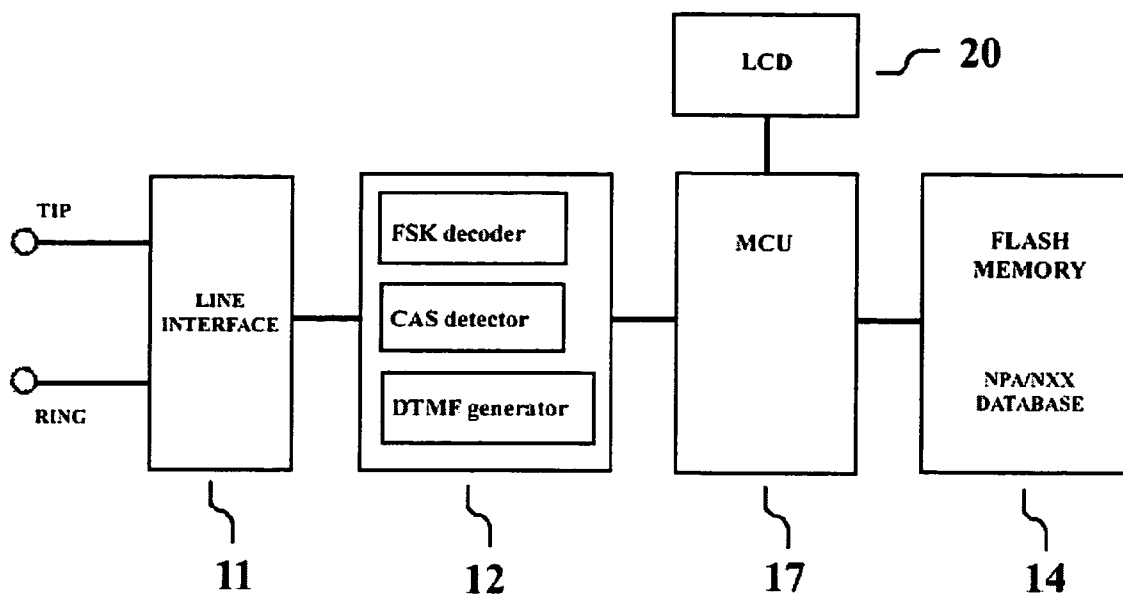 LCD
20
TIP
RING
LINE
INTERFACE
FSK decoder
CAS detector
DTMF generator
MCU
FLASH
MEMORY
NPA/NXX
DATABASE
11
12
17
14